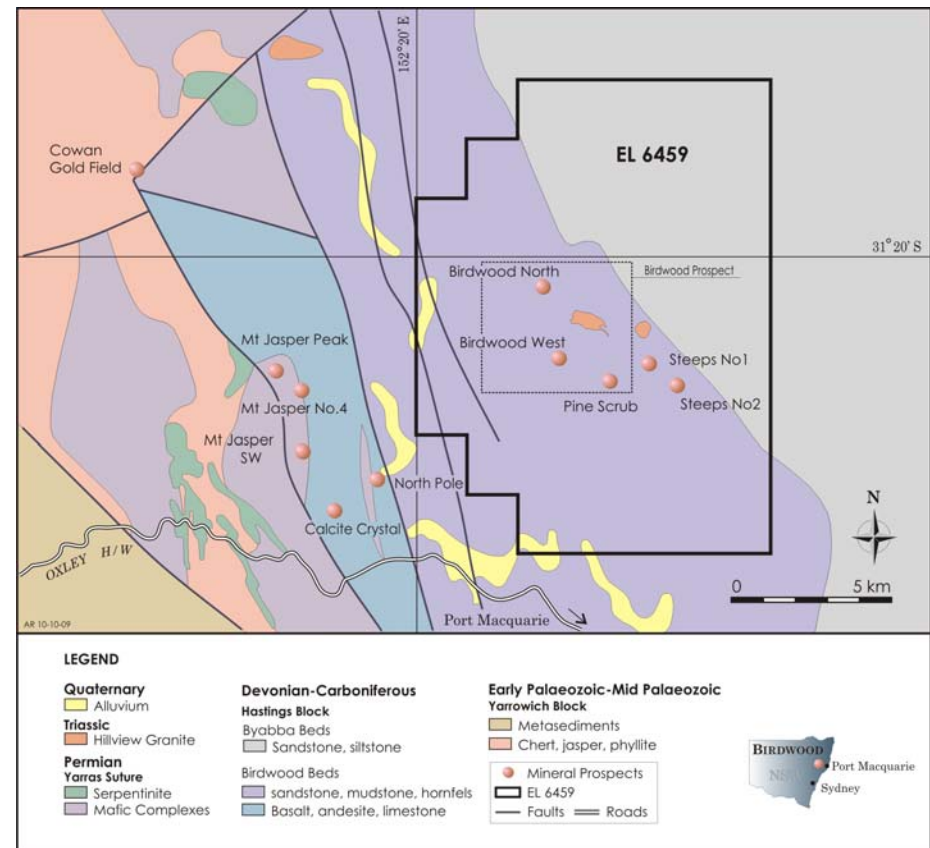 152°20' E
EL 6459
Cowan
Gold Field
31°20' S
Birdwood North
Birdwood Prospect
Mt Jasper Peak
Birdwood West
Steeps No1
Mt Jasper No.4
Pine Scrub
Steeps No2
Mt Jasper
SW
North Pole
Calcite Crystal
N
OXLEY H/W
0 5 km
Port Macquarie
AR 10-10-09
LEGEND
Quaternary
Alluvium
Triassic
Hillview Granite
Permian
Yarras Suture
Serpentinite
Mafic Complexes
Devonian-Carboniferous
Hastings Block
Byabba Beds
Sandstone, siltstone
Birdwood Beds
sandstone, mudstone, hornfels
Basalt, andesite, limestone
Early Palaeozoic-Mid Palaeozoic
Yarrowich Block
Metasediments
Chert, jasper, phyllite
Mineral Prospects
EL 6459
Faults
Roads
BIRDWOOD
NSW
Port Macquarie
Sydney